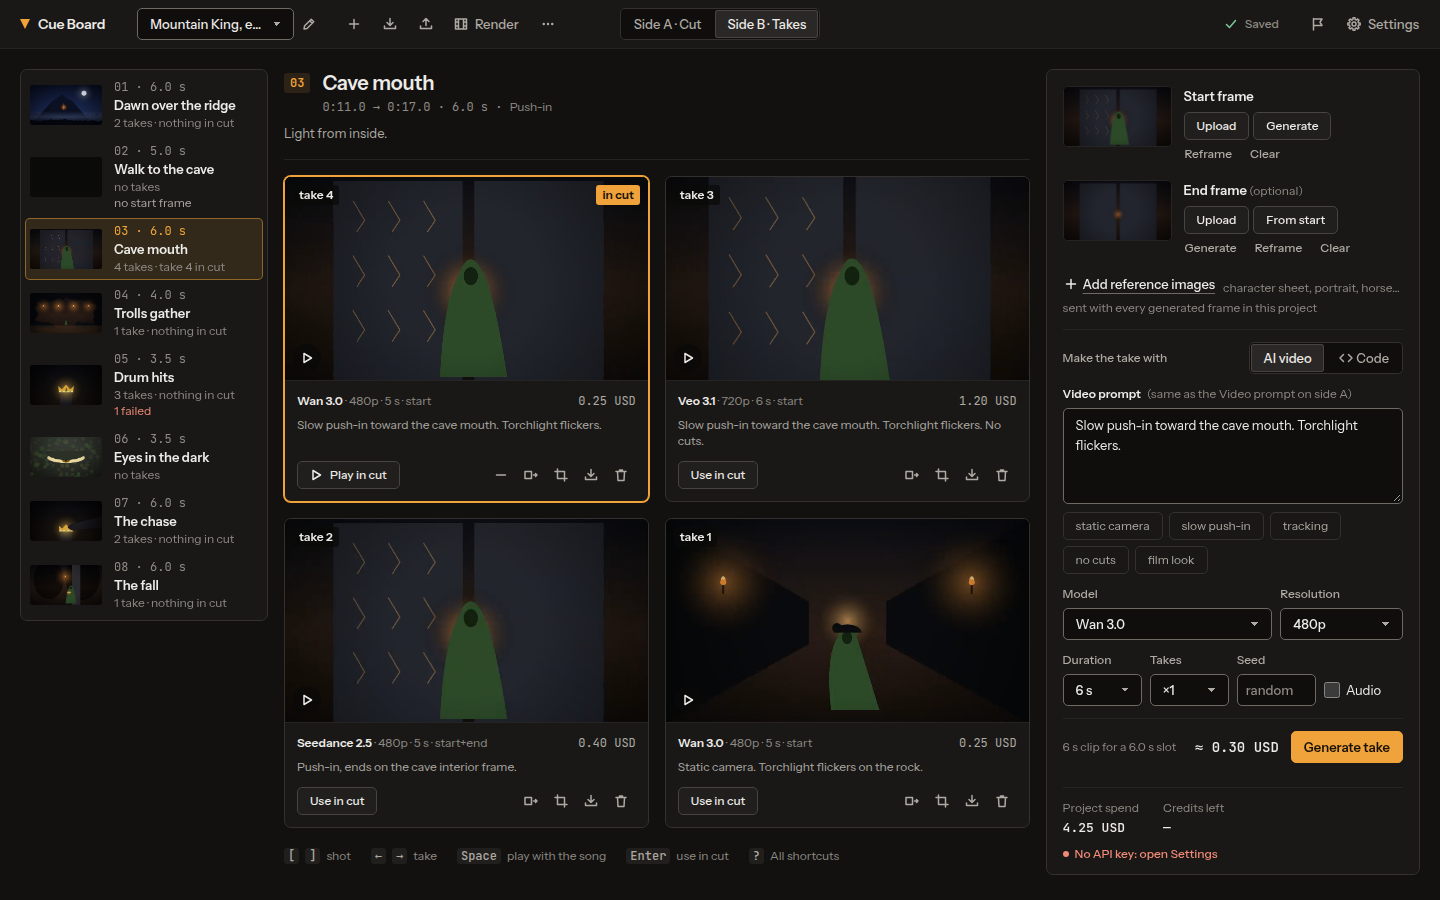 Cue Board
Mountain King, e...
Render
Side A · Cut
Side B · Takes
Saved
Settings
01 · 6.0 s
Dawn over the ridge
2 takes · nothing in cut
02 · 5.0 s
Walk to the cave
no takes
no start frame
03 · 6.0 s
Cave mouth
4 takes · take 4 in cut
04 · 4.0 s
Trolls gather
1 take · nothing in cut
05 · 3.5 s
Drum hits
3 takes · nothing in cut
1 failed
06 · 3.5 s
Eyes in the dark
no takes
07 · 6.0 s
The chase
2 takes · nothing in cut
08 · 6.0 s
The fall
1 take · nothing in cut
03 Cave mouth
0:11.0 → 0:17.0 · 6.0 s · Push-in
Light from inside.
take 4
in cut
Wan 3.0 · 480p · 5 s · start 0.25 USD
Slow push-in toward the cave mouth. Torchlight flickers.
Play in cut
take 3
Veo 3.1 · 720p · 6 s · start 1.20 USD
Slow push-in toward the cave mouth. Torchlight flickers. No
cuts.
Use in cut
take 2
Seedance 2.5 · 480p · 5 s · start+end 0.40 USD
Push-in, ends on the cave interior frame.
Use in cut
take 1
Wan 3.0 · 480p · 5 s · start 0.25 USD
Static camera. Torchlight flickers on the rock.
Use in cut
[ ] shot ← → take Space play with the song Enter use in cut ? All shortcuts
Start frame
Upload Generate
Reframe Clear
End frame (optional)
Upload From start
Generate Reframe Clear
+ Add reference images character sheet, portrait, horse...
sent with every generated frame in this project
Make the take with AI video <> Code
Video prompt (same as the Video prompt on side A)
Slow push-in toward the cave mouth. Torchlight
flickers.
static camera slow push-in tracking
no cuts film look
Model Resolution
Wan 3.0 480p
Duration Takes Seed
6 s ×1 random Audio
6 s clip for a 6.0 s slot ≈ 0.30 USD Generate take
Project spend Credits left
4.25 USD –
No API key: open Settings